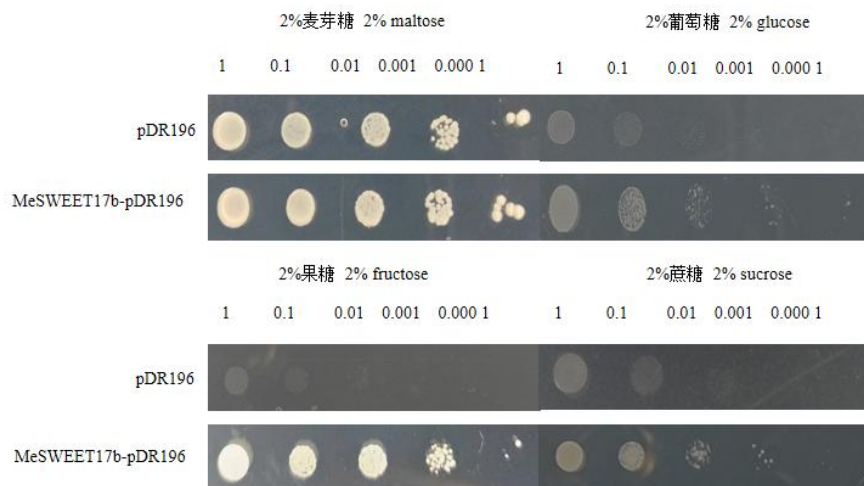 2%麦芽糖 2% maltose
2%葡萄糖 2% glucose
1 0.1 0.01 0.001 0.000 1
1 0.1 0.01 0.001 0.000 1
pDR196
MeSWEET17b-pDR196
2%果糖 2% fructose
2%蔗糖 2% sucrose
1 0.1 0.01 0.001 0.000 1
1 0.1 0.01 0.001 0.000 1
pDR196
MeSWEET17b-pDR196